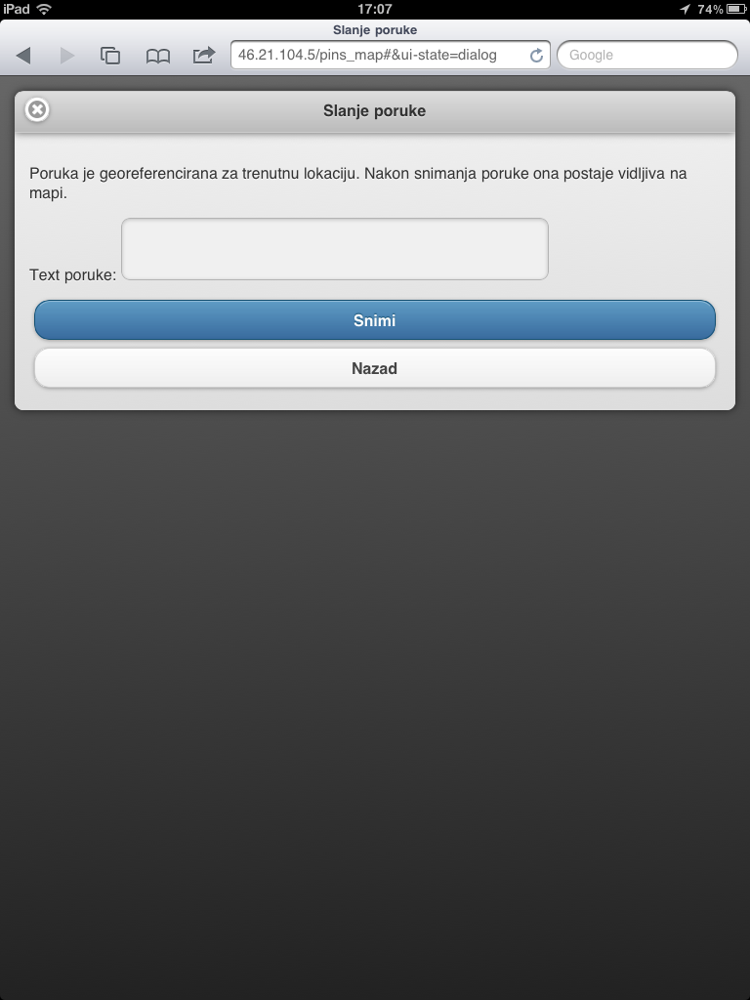 iPad 17:07 74%
Slanje poruke
46.21.104.5/pins_map#&ui-state=dialog Google
Slanje poruke
Poruka je georeferencirana za trenutnu lokaciju. Nakon snimanja poruke ona postaje vidljiva na
mapi.
Text poruke:
Snimi
Nazad